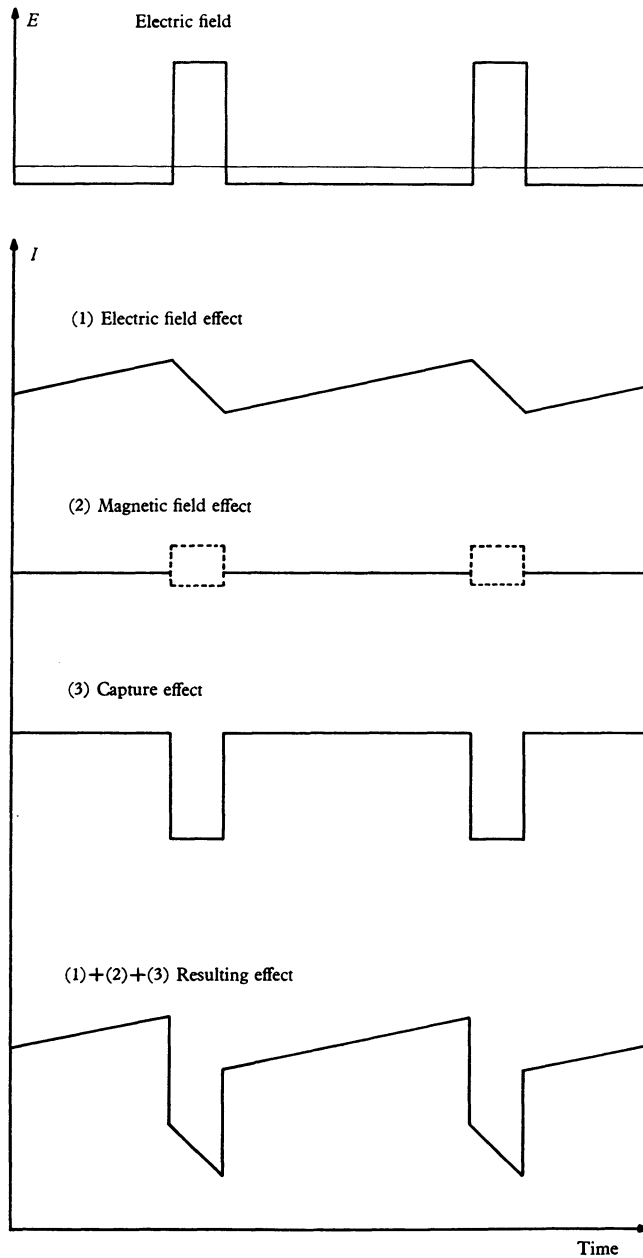 E
Electric field
I
(1) Electric field effect
(2) Magnetic field effect
(3) Capture effect
(1)+(2)+(3) Resulting effect
Time